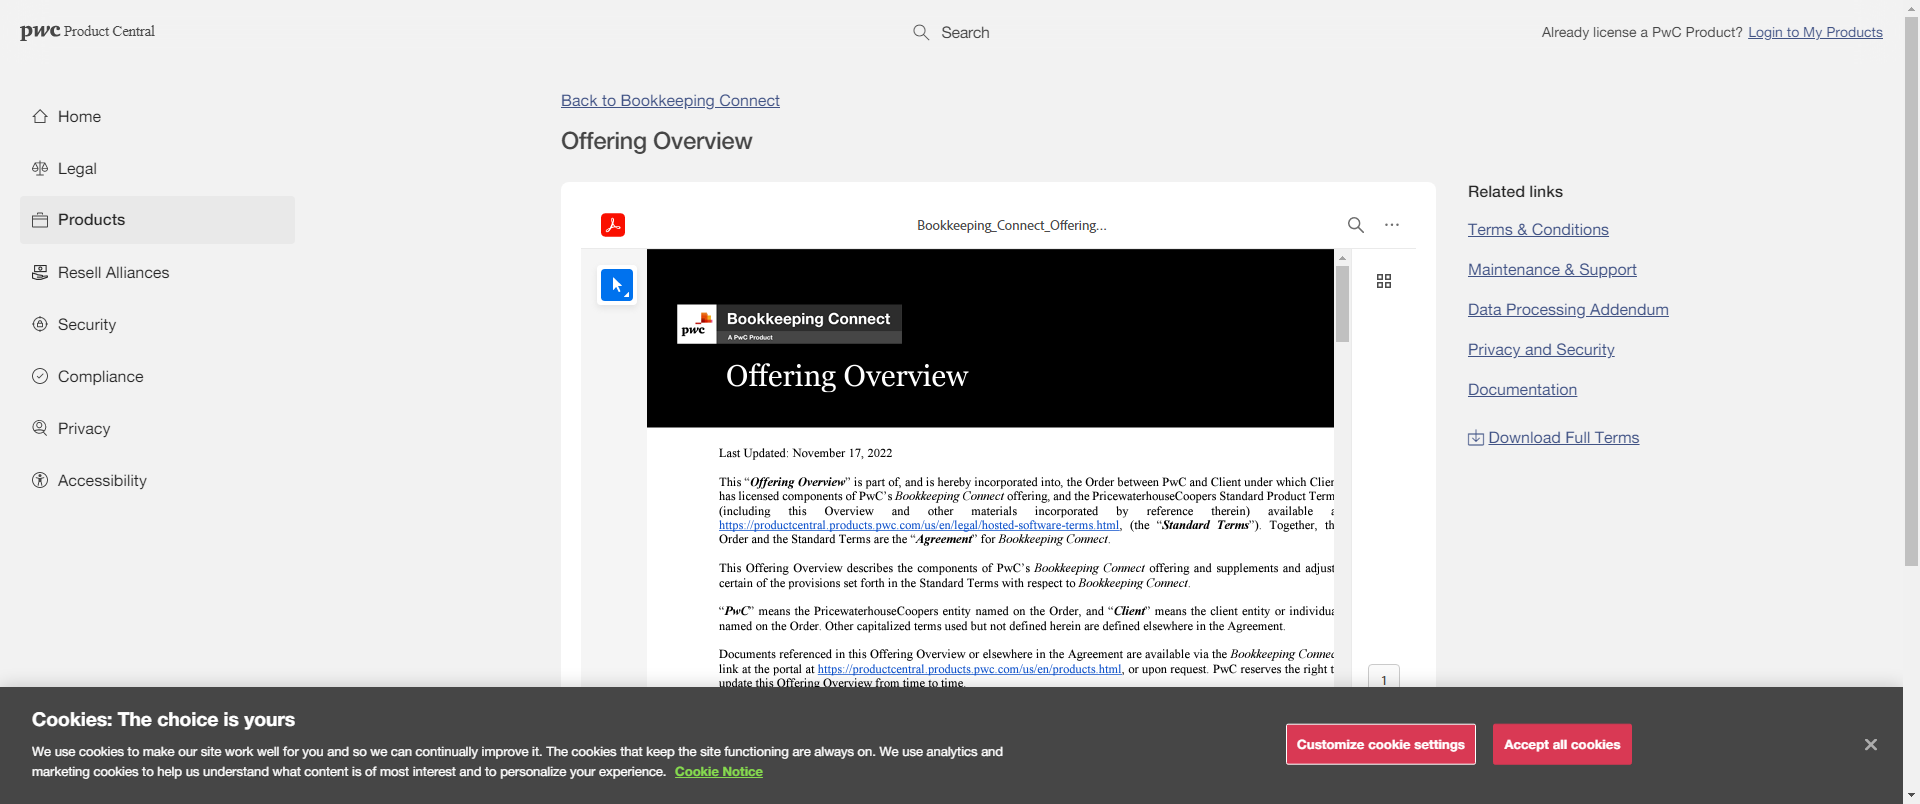 pwc Product Central
Search
Already license a PwC Product? Login to My Products
Home
Legal
Products
Resell Alliances
Security
Compliance
Privacy
Accessibility
Back to Bookkeeping Connect
Offering Overview
Bookkeeping_Connect_Offering...
pwc
Bookkeeping Connect
A PwC Product
Offering Overview
Last Updated: November 17, 2022
This “Offering Overview” is part of, and is hereby incorporated into, the Order between PwC and Client under which Clien
has licensed components of PwC’s Bookkeeping Connect offering, and the PricewaterhouseCoopers Standard Product Term
(including this Overview and other materials incorporated by reference therein) available a
https://productcentral.products.pwc.com/us/en/legal/hosted-software-terms.html, (the “Standard Terms”). Together, th
Order and the Standard Terms are the “Agreement” for Bookkeeping Connect.
This Offering Overview describes the components of PwC’s Bookkeeping Connect offering and supplements and adjust
certain of the provisions set forth in the Standard Terms with respect to Bookkeeping Connect.
“PwC” means the PricewaterhouseCoopers entity named on the Order, and “Client” means the client entity or individua
named on the Order. Other capitalized terms used but not defined herein are defined elsewhere in the Agreement.
Documents referenced in this Offering Overview or elsewhere in the Agreement are available via the Bookkeeping Connec
link at the portal at https://productcentral.products.pwc.com/us/en/products.html, or upon request. PwC reserves the right t
update this Offering Overview from time to time.
1
Related links
Terms & Conditions
Maintenance & Support
Data Processing Addendum
Privacy and Security
Documentation
Download Full Terms
Cookies: The choice is yours
We use cookies to make our site work well for you and so we can continually improve it. The cookies that keep the site functioning are always on. We use analytics and
marketing cookies to help us understand what content is of most interest and to personalize your experience. Cookie Notice
Customize cookie settings
Accept all cookies